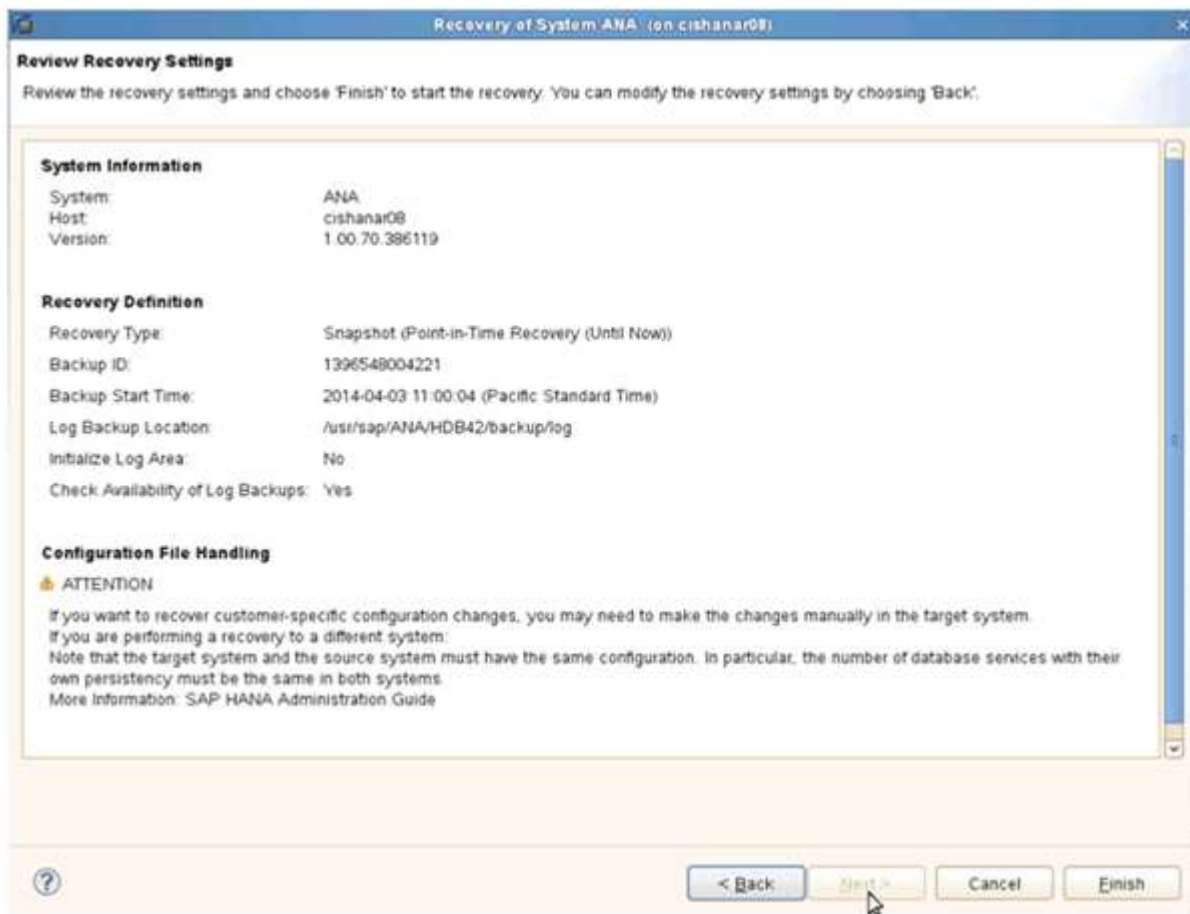 Recovery of System ANA (on cishanar08)
Review Recovery Settings
Review the recovery settings and choose 'Finish' to start the recovery. You can modify the recovery settings by choosing 'Back'.
System Information
System: ANA
Host: cishanar08
Version: 1.00.70.386119
Recovery Definition
Recovery Type: Snapshot (Point-in-Time Recovery (Until Now))
Backup ID: 1396548004221
Backup Start Time: 2014-04-03 11:00:04 (Pacific Standard Time)
Log Backup Location: /usr/sap/ANA/HDB42/backup/log
Initialize Log Area: No
Check Availability of Log Backups: Yes
Configuration File Handling
ATTENTION
If you want to recover customer-specific configuration changes, you may need to make the changes manually in the target system.
If you are performing a recovery to a different system:
Note that the target system and the source system must have the same configuration. In particular, the number of database services with their
own persistency must be the same in both systems.
More Information: SAP HANA Administration Guide
< Back Next > Cancel Finish